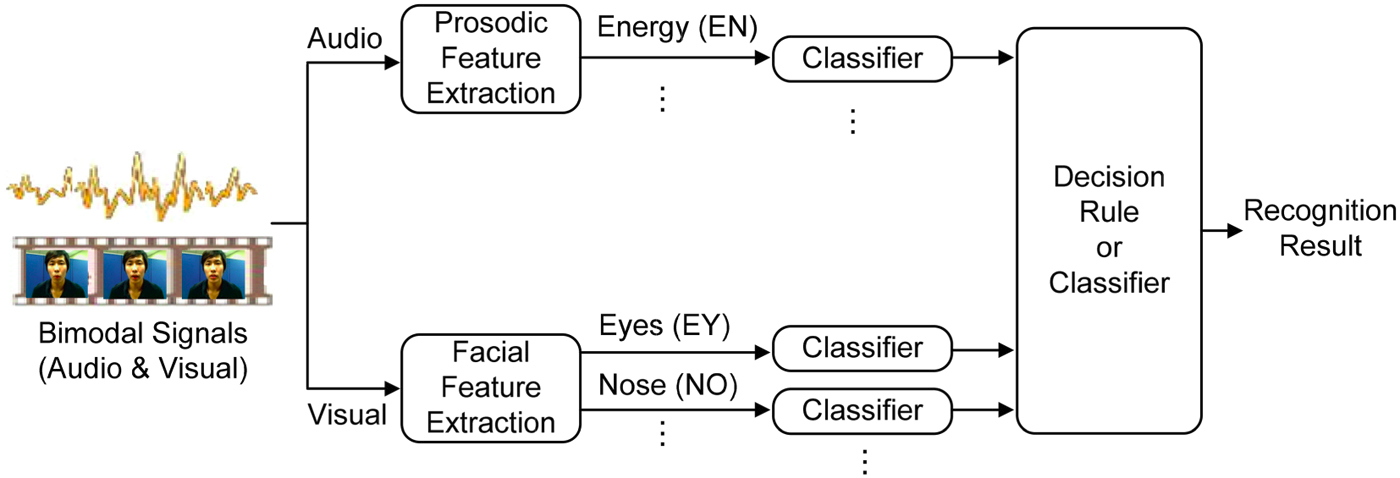 Audio
Prosodic
Feature
Extraction
Energy (EN)
Classifier
Bimodal Signals
(Audio & Visual)
Visual
Facial
Feature
Extraction
Eyes (EY)
Classifier
Nose (NO)
Classifier
Decision
Rule
or
Classifier
Recognition
Result